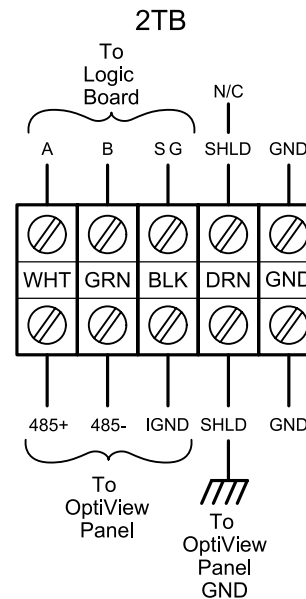 2TB
To
Logic
Board
N/C
A B SG SHLD GND
WHT GRN BLK DRN GND
485+ 485- IGND SHLD GND
To
OptiView
Panel
To
OptiView
Panel
GND